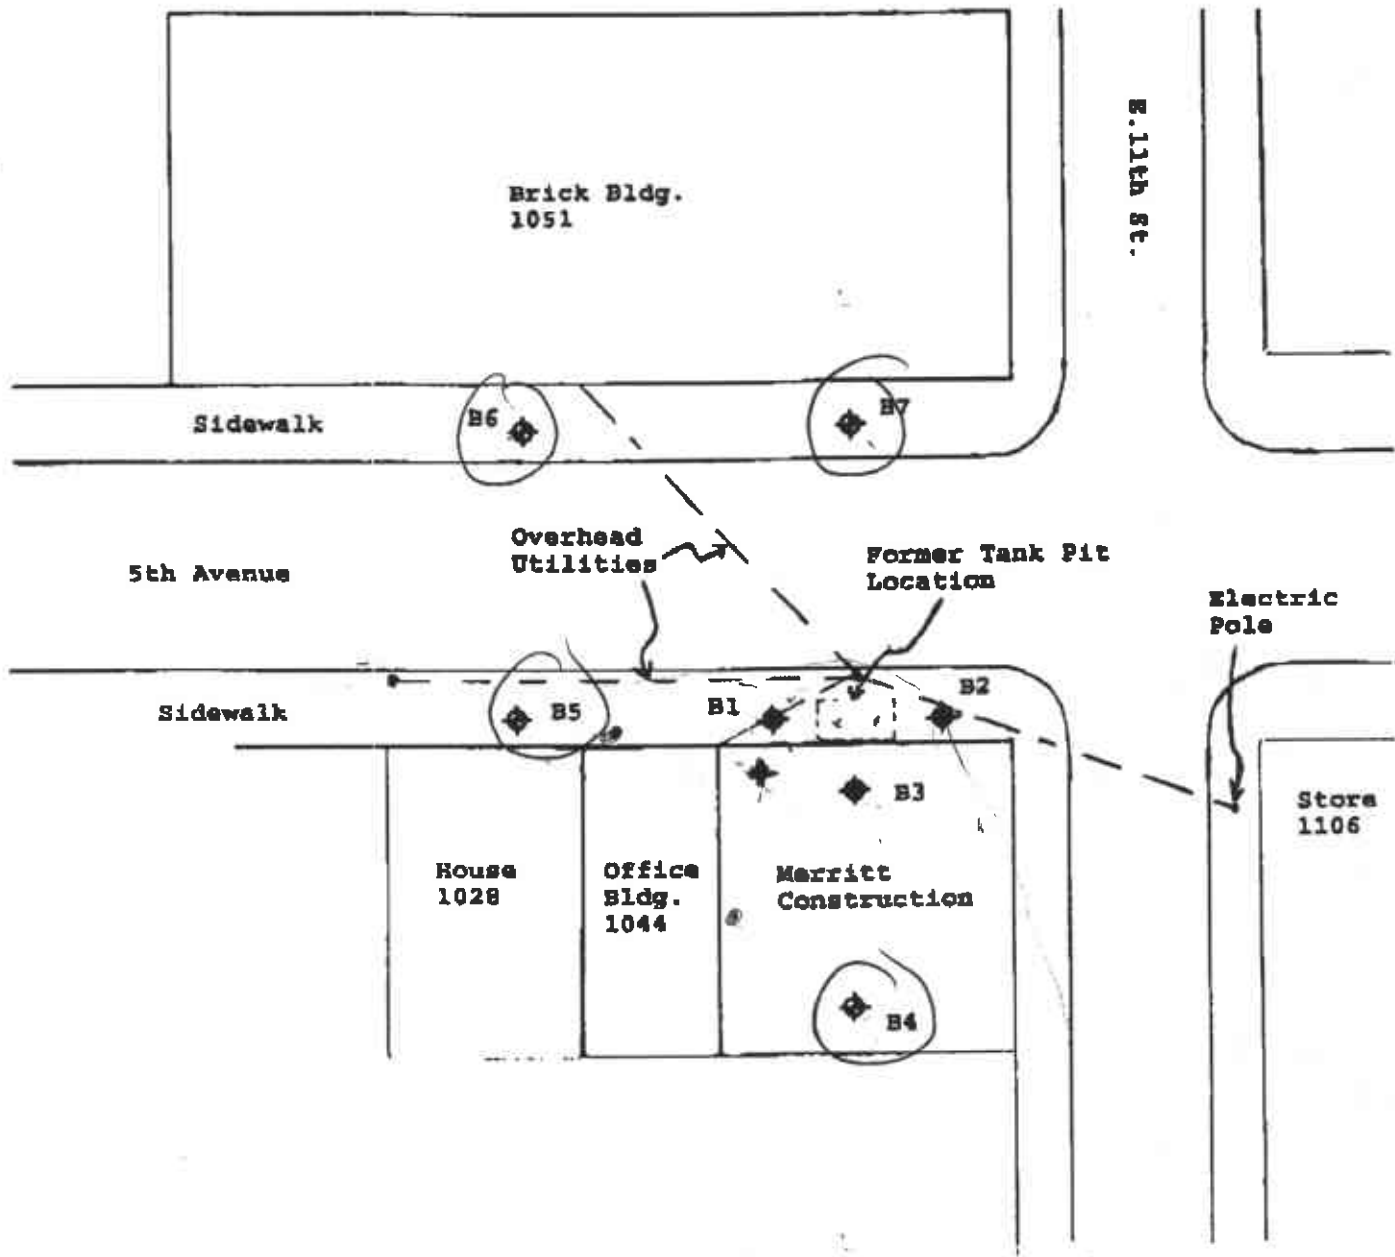 E.11th St.
Brick Bldg.
1051
B6
B7
Sidewalk
Overhead
Utilities
Former Tank Pit
Location
5th Avenue
Electric
Pole
Sidewalk
B5
B1
B2
B3
Store
1106
House
1028
Office
Bldg.
1044
Merritt
Construction
B4